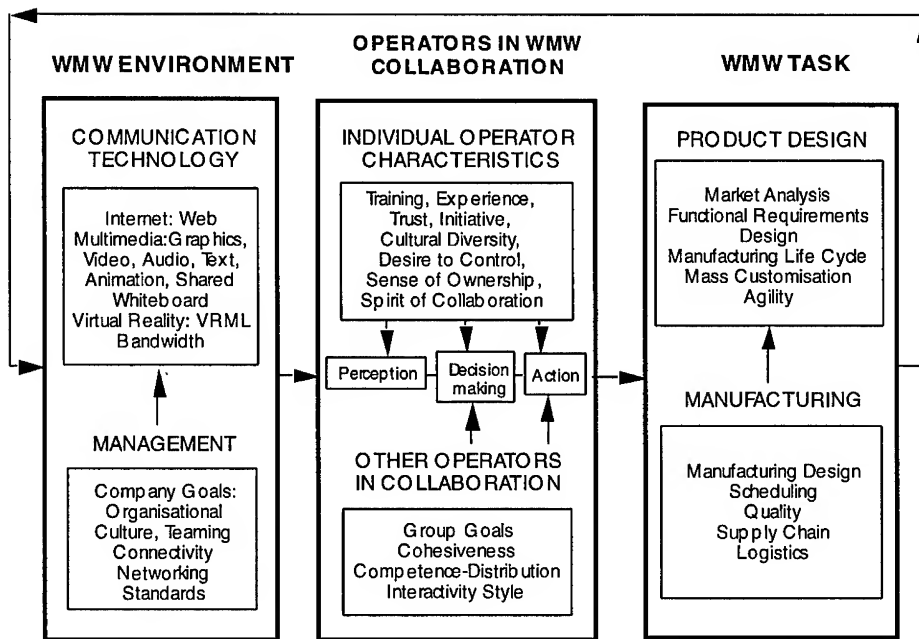 WMW ENVIRONMENT
OPERATORS IN WMW
COLLABORATION
WMW TASK
COMMUNICATION
TECHNOLOGY
Internet: Web
Multimedia:Graphics,
Video, Audio, Text,
Animation, Shared
Whiteboard
Virtual Reality: VRML
Bandwidth
MANAGEMENT
Company Goals:
Organisational
Culture, Teaming
Connectivity
Networking
Standards
INDIVIDUAL OPERATOR
CHARACTERISTICS
Training, Experience,
Trust, Initiative,
Cultural Diversity,
Desire to Control,
Sense of Ownership,
Spirit of Collaboration
Perception
Decision
making
Action
OTHER OPERATORS
IN COLLABORATION
Group Goals
Cohesiveness
Competence-Distribution
Interactivity Style
PRODUCT DESIGN
Market Analysis
Functional Requirements
Design
Manufacturing Life Cycle
Mass Customisation
Agility
MANUFACTURING
Manufacturing Design
Scheduling
Quality
Supply Chain
Logistics